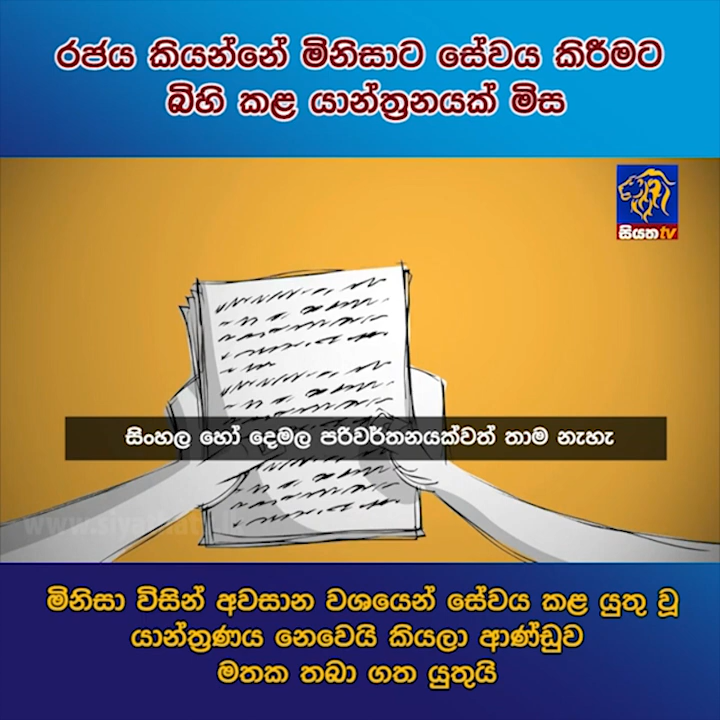 රජය කියන්නේ මිනිසාට සේවය කිරීමට
බිහි කළ යාන්ත්‍රනයක් මිස
සියත tv
සිංහල හෝ දෙමල පරිවර්තනයක්වත් තාම නැහැ
මිනිසා විසින් අවසාන වශයෙන් සේවය කළ යුතු වූ
යාන්ත්‍රණය නෙවෙයි කියලා ආණ්ඩුව
මතක තබා ගත යුතුයි